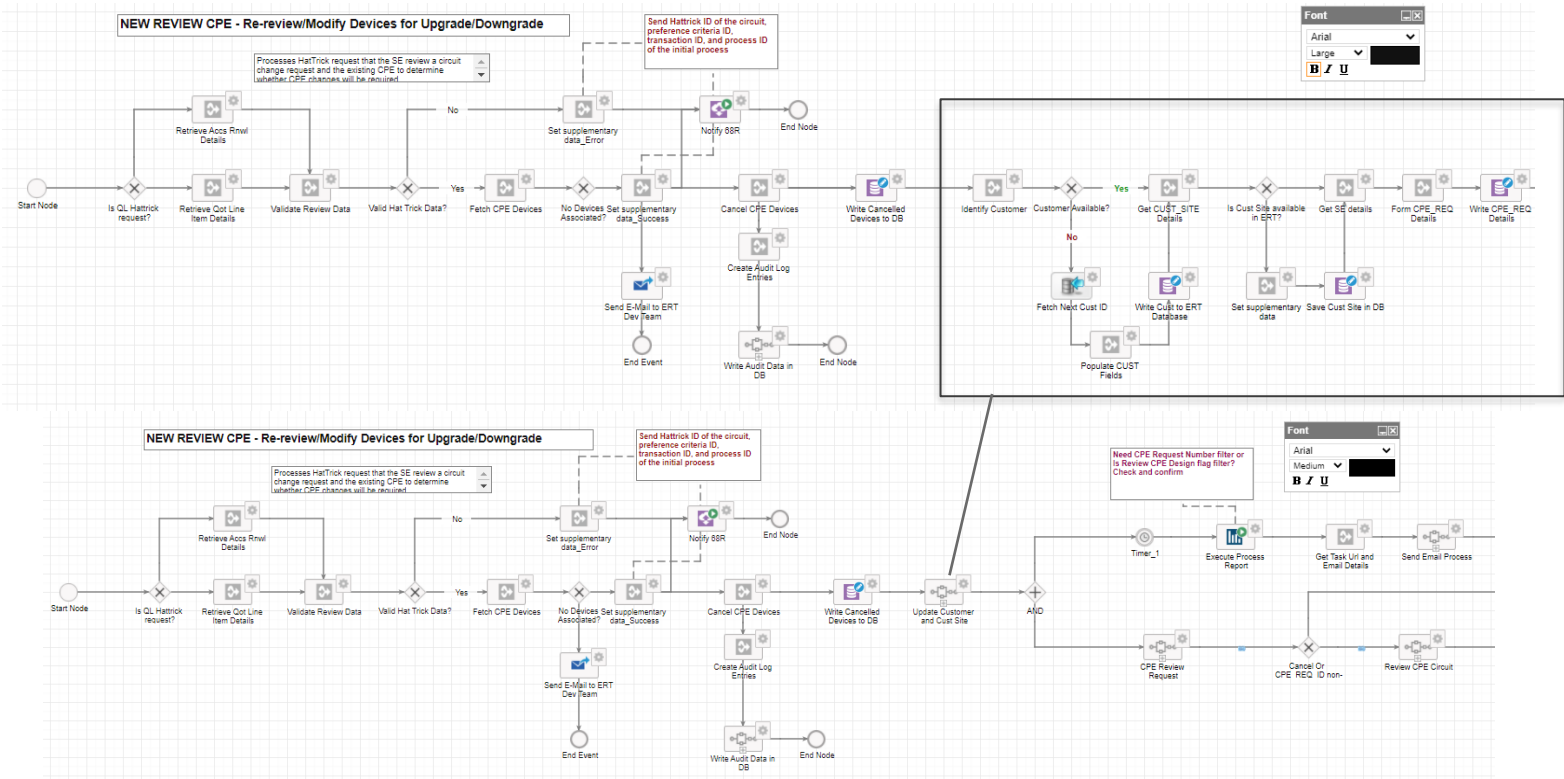 NEW REVIEW CPE - Re-review/Modify Devices for Upgrade/Downgrade
Send Hattrick ID of the circuit,
preference criteria ID,
transaction ID, and process ID
of the initial process
Font
Arial
Large
B I U
Processes HatTrick request that the SE review a circuit
change request and the existing CPE to determine
whether CPE changes will be required
Retrieve Accs Rnwl
Details
No
Set supplementary
data_Error
Notify 68R
End Node
Start Node
Is QL Hattrick
request?
Retrieve Qot Line
Item Details
Validate Review Data
Valid Hat Trick Data?
Yes
Fetch CPE Devices
No Devices
Associated?
Set supplementary
data_Success
Cancel CPE Devices
Write Cancelled
Devices to DB
Identify Customer
Customer Available?
Yes
Get CUST_SITE
Details
Is Cust Site available
in ERT?
Get SE details
Form CPE_REQ
Details
Write CPE_REQ
Details
No
Create Audit Log
Entries
Send E-Mail to ERT
Dev Team
Fetch Next Cust ID
Write Cust to ERT
Database
Set supplementary
data
Save Cust Site in DB
End Event
Write Audit Data in
DB
End Node
Populate CUST
Fields
NEW REVIEW CPE - Re-review/Modify Devices for Upgrade/Downgrade
Send Hattrick ID of the circuit,
preference criteria ID,
transaction ID, and process ID
of the initial process
Need CPE Request Number filter or
Is Review CPE Design flag filter?
Check and confirm
Font
Arial
Medium
B I U
Processes HatTrick request that the SE review a circuit
change request and the existing CPE to determine
whether CPE changes will be required
Retrieve Accs Rnwl
Details
No
Set supplementary
data_Error
Notify 68R
End Node
Timer_1
Execute Process
Report
Get Task Url and
Email Details
Send Email Process
Start Node
Is QL Hattrick
request?
Retrieve Qot Line
Item Details
Validate Review Data
Valid Hat Trick Data?
Yes
Fetch CPE Devices
No Devices
Associated?
Set supplementary
data_Success
Cancel CPE Devices
Write Cancelled
Devices to DB
Update Customer
and Cust Site
AND
Send E-Mail to ERT
Dev Team
Create Audit Log
Entries
CPE Review
Request
Cancel Or
CPE_REQ_ID non-
Review CPE Circuit
End Event
Write Audit Data in
DB
End Node